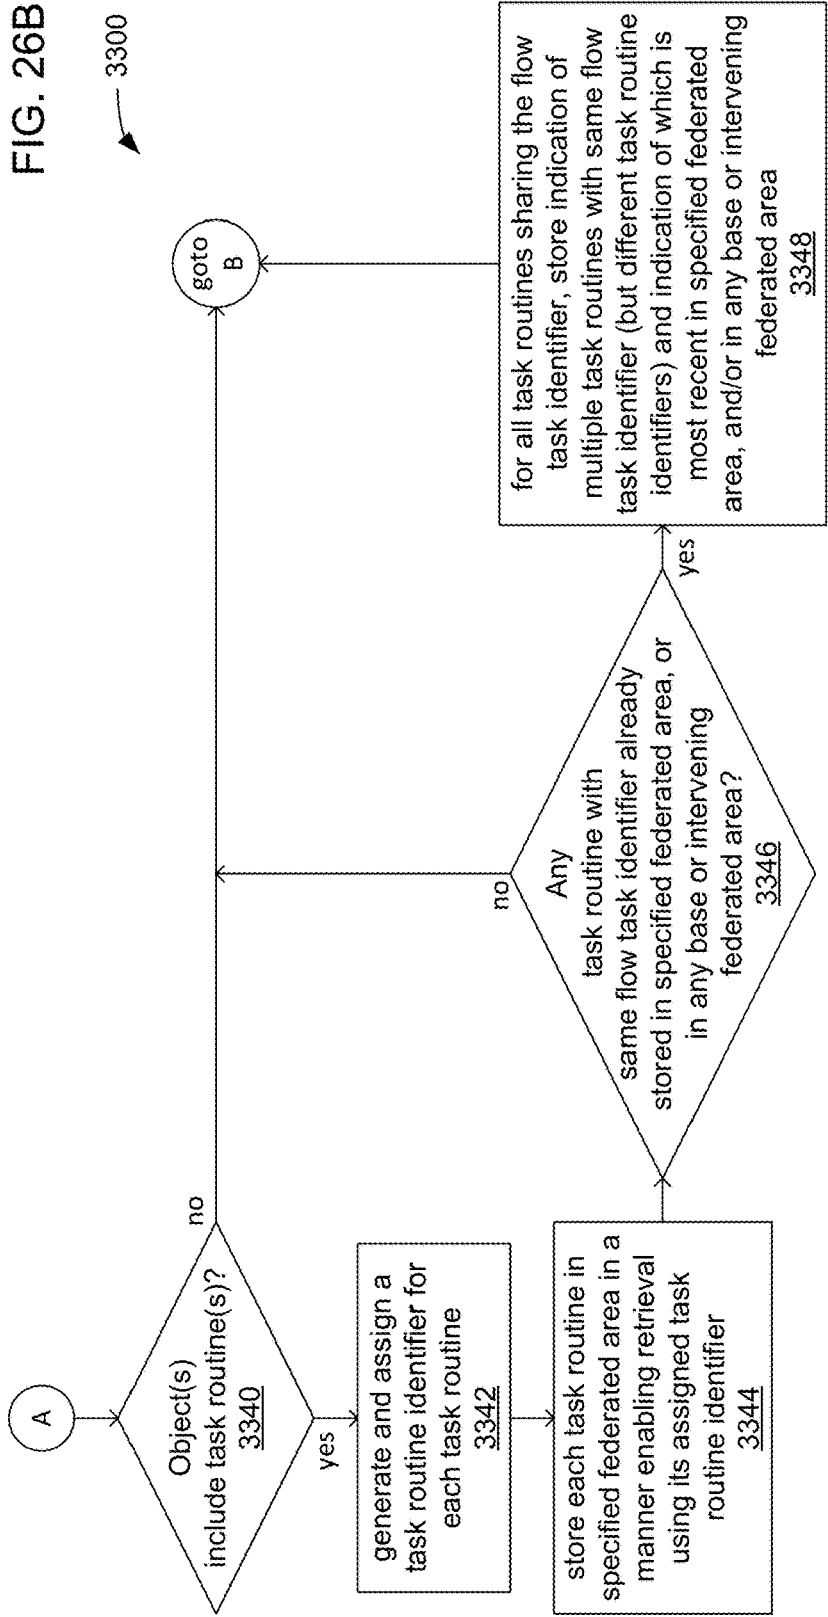 FIG. 26B
3300
A
Object(s)
include task routine(s)?
3340
no
yes
generate and assign a
task routine identifier for
each task routine
3342
store each task routine in
specified federated area in a
manner enabling retrieval
using its assigned task
routine identifier
3344
Any
task routine with
same flow task identifier already
stored in specified federated area, or
in any base or intervening
federated area?
3346
no
yes
for all task routines sharing the flow
task identifier, store indication of
multiple task routines with same flow
task identifier (but different task routine
identifiers) and indication of which is
most recent in specified federated
area, and/or in any base or intervening
federated area
3348
goto
B